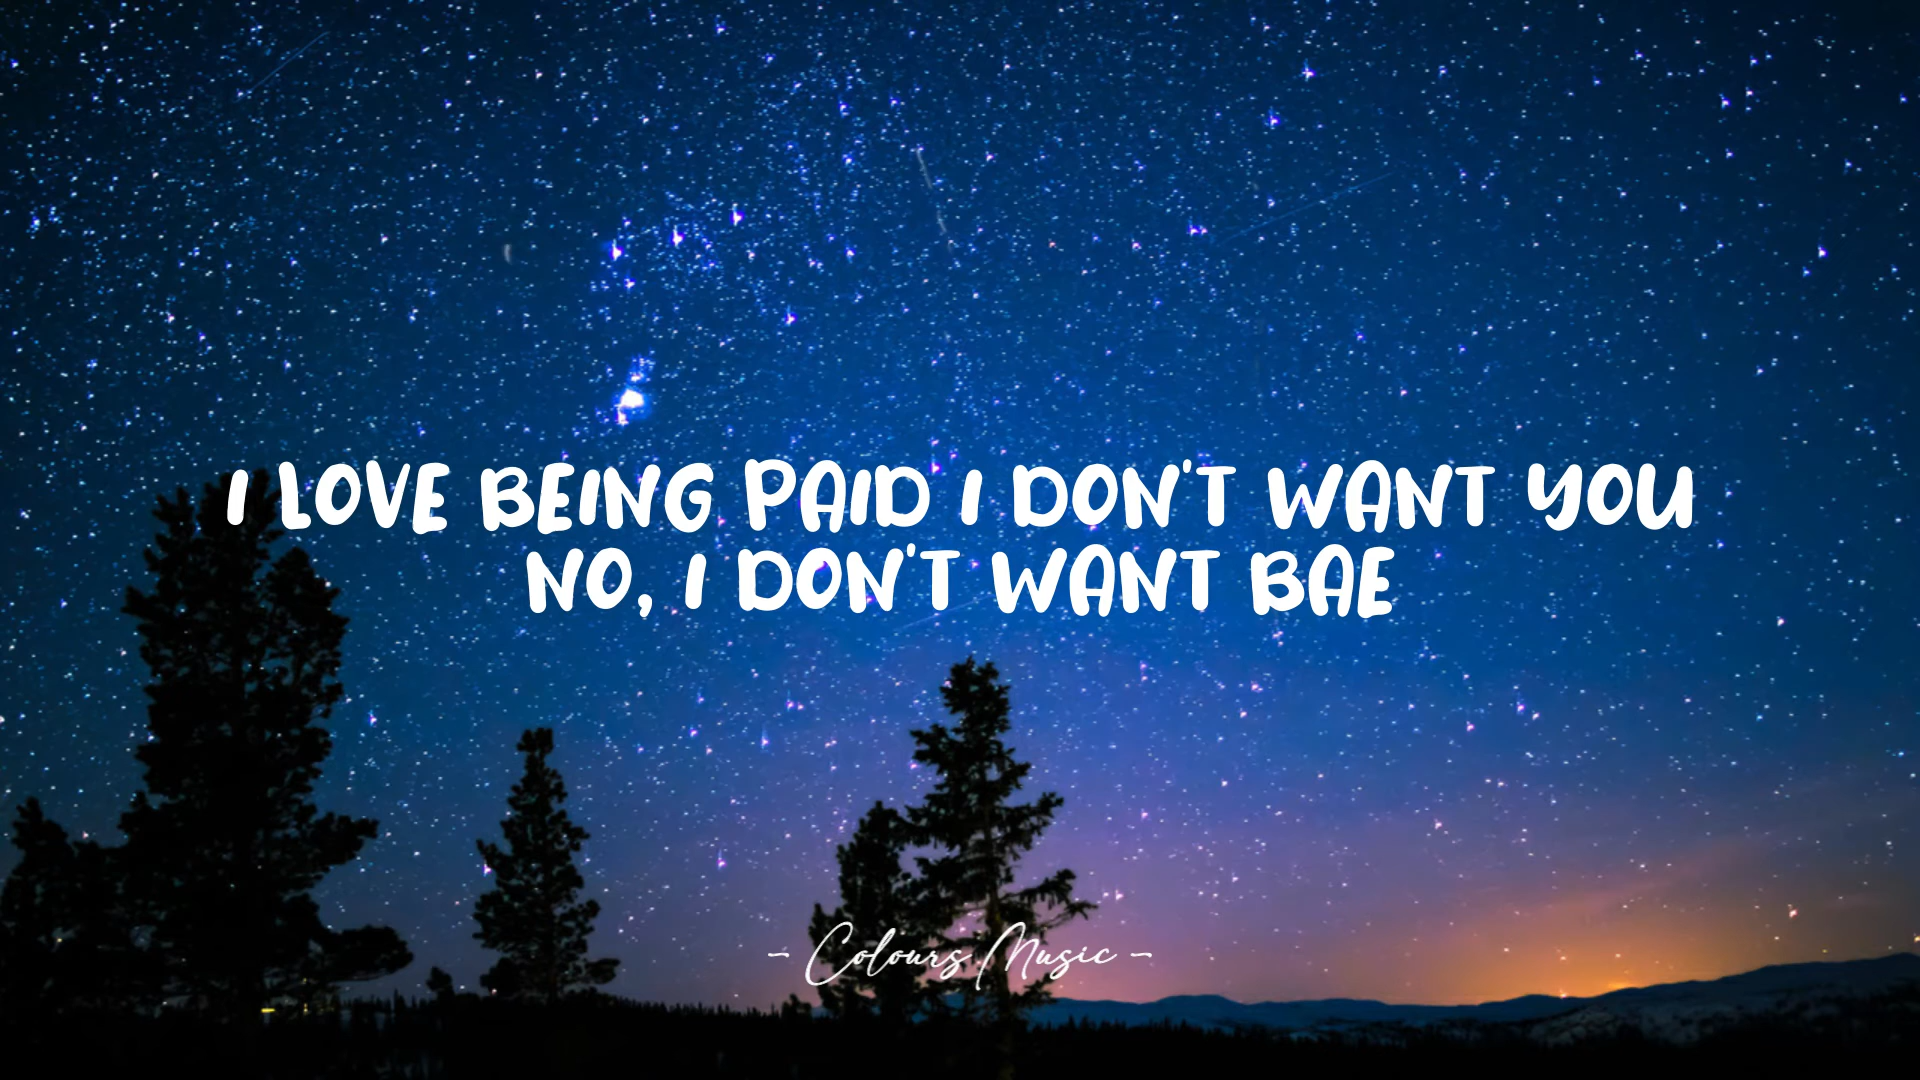 I LOVE BEING PAID I DON'T WANT YOU
NO, I DON'T WANT BAE
- Colours Music -